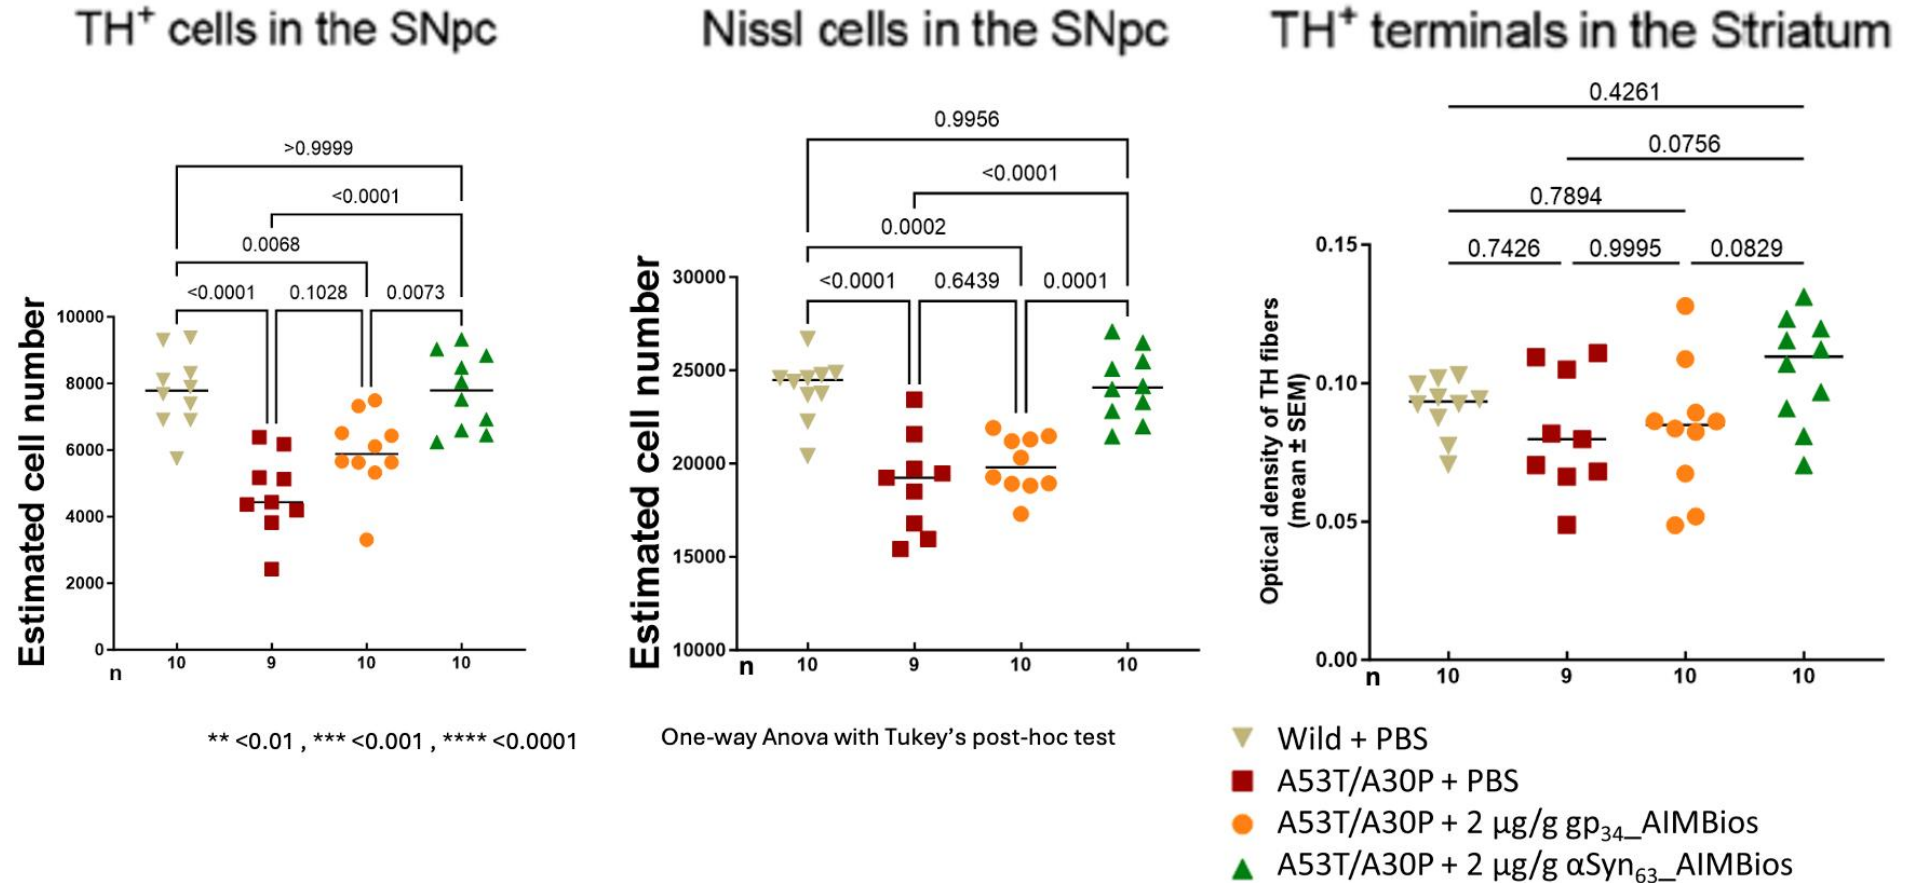 TH+ cells in the SNpc
>0.9999
<0.0001
0.0068
<0.0001 0.1028 0.0073
Estimated cell number
10000
8000
6000
4000
2000
0
n 10 9 10 10
Nissl cells in the SNpc
0.9956
<0.0001
0.0002
<0.0001 0.6439 0.0001
Estimated cell number
30000
25000
20000
15000
10000
n 10 9 10 10
TH+ terminals in the Striatum
0.4261
0.0756
0.7894
0.7426 0.9995 0.0829
Optical density of TH fibers
(mean ± SEM)
0.15
0.10
0.05
0.00
n 10 9 10 10
** <0.01 , *** <0.001 , **** <0.0001
One-way Anova with Tukey’s post-hoc test
Wild + PBS
A53T/A30P + PBS
A53T/A30P + 2 µg/g gp34_AIMBios
A53T/A30P + 2 µg/g αSyn63_AIMBios